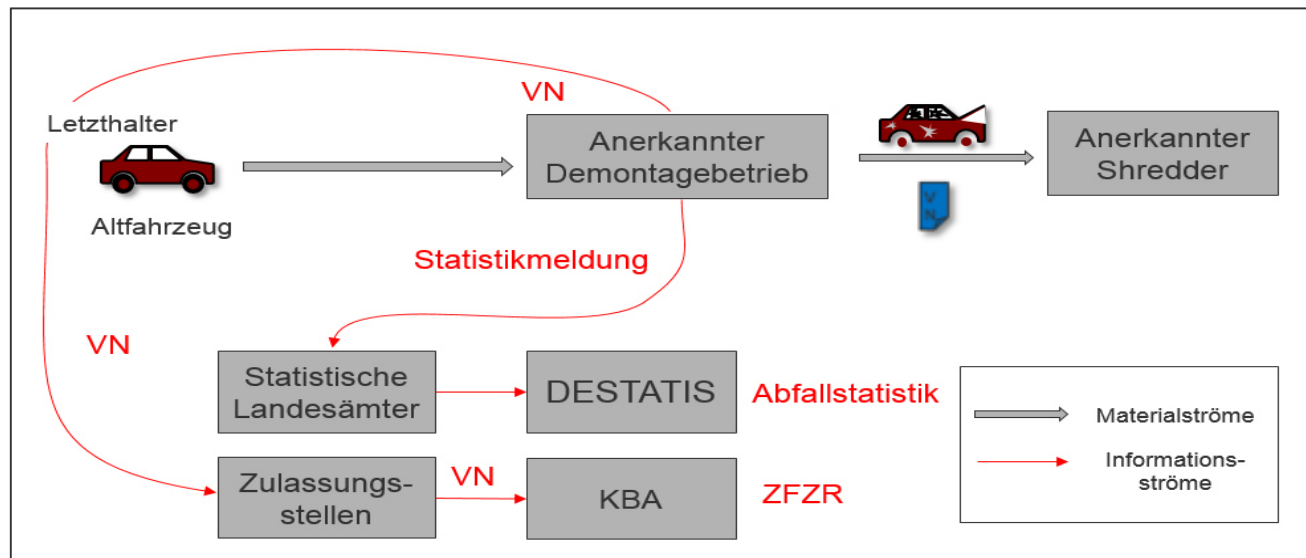 VN
Letzthalter
Altfahrzeug
Anerkannter
Demontagebetrieb
V
N
Anerkannter
Shredder
Statistikmeldung
VN
Statistische
Landesämter
DESTATIS
Abfallstatistik
Zulassungs-
stellen
VN
KBA
ZFZR
Materialströme
Informations-
ströme